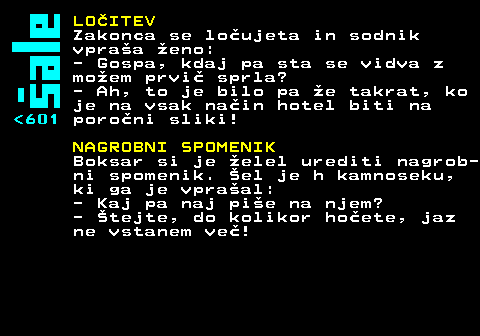 šale
LOČITEV
Zakonca se ločujeta in sodnik
vpraša ženo:
- Gospa, kdaj pa sta se vidva z
možem prvič sprla?
- Ah, to je bilo pa že takrat, ko
je na vsak način hotel biti na
<601 poročni sliki!
NAGROBNI SPOMENIK
Boksar si je želel urediti nagrob-
ni spomenik. Šel je h kamnoseku,
ki ga je vprašal:
- Kaj pa naj piše na njem?
- Štejte, do kolikor hočete, jaz
ne vstanem več!